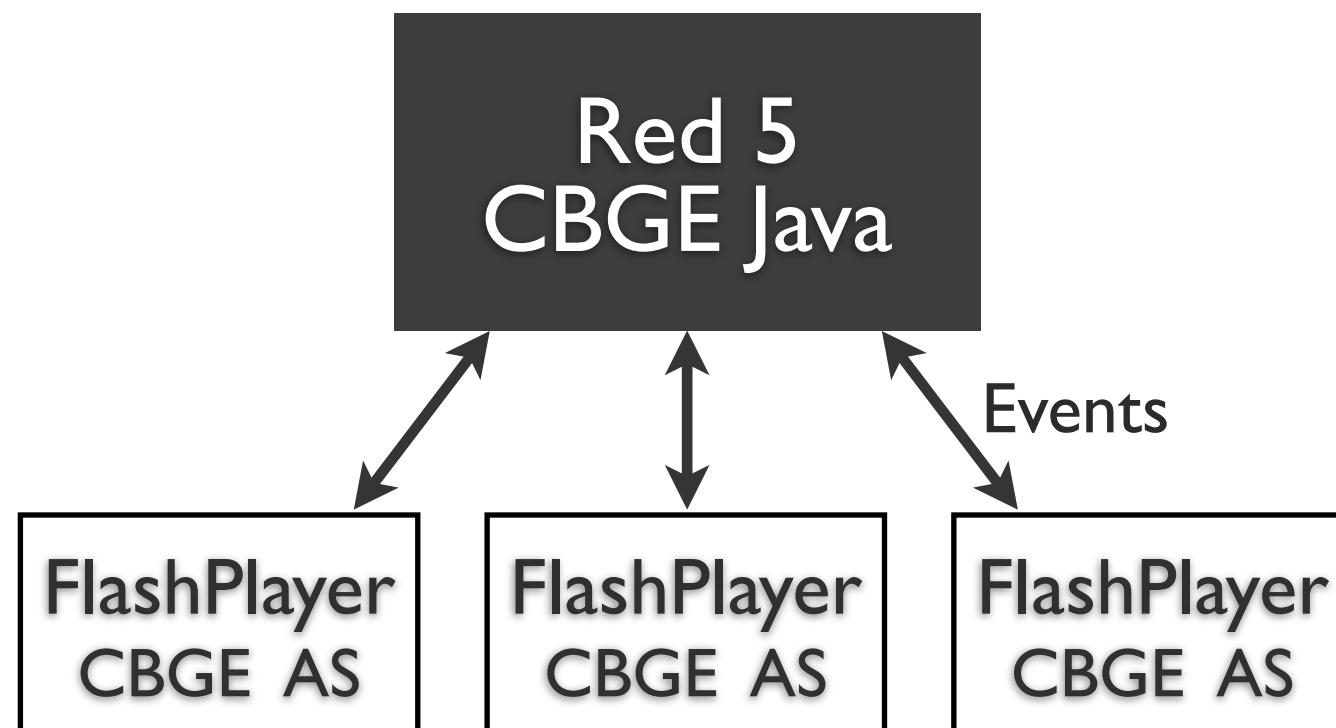 Red 5
CBGE Java
Events
FlashPlayer
CBGE AS
FlashPlayer
CBGE AS
FlashPlayer
CBGE AS